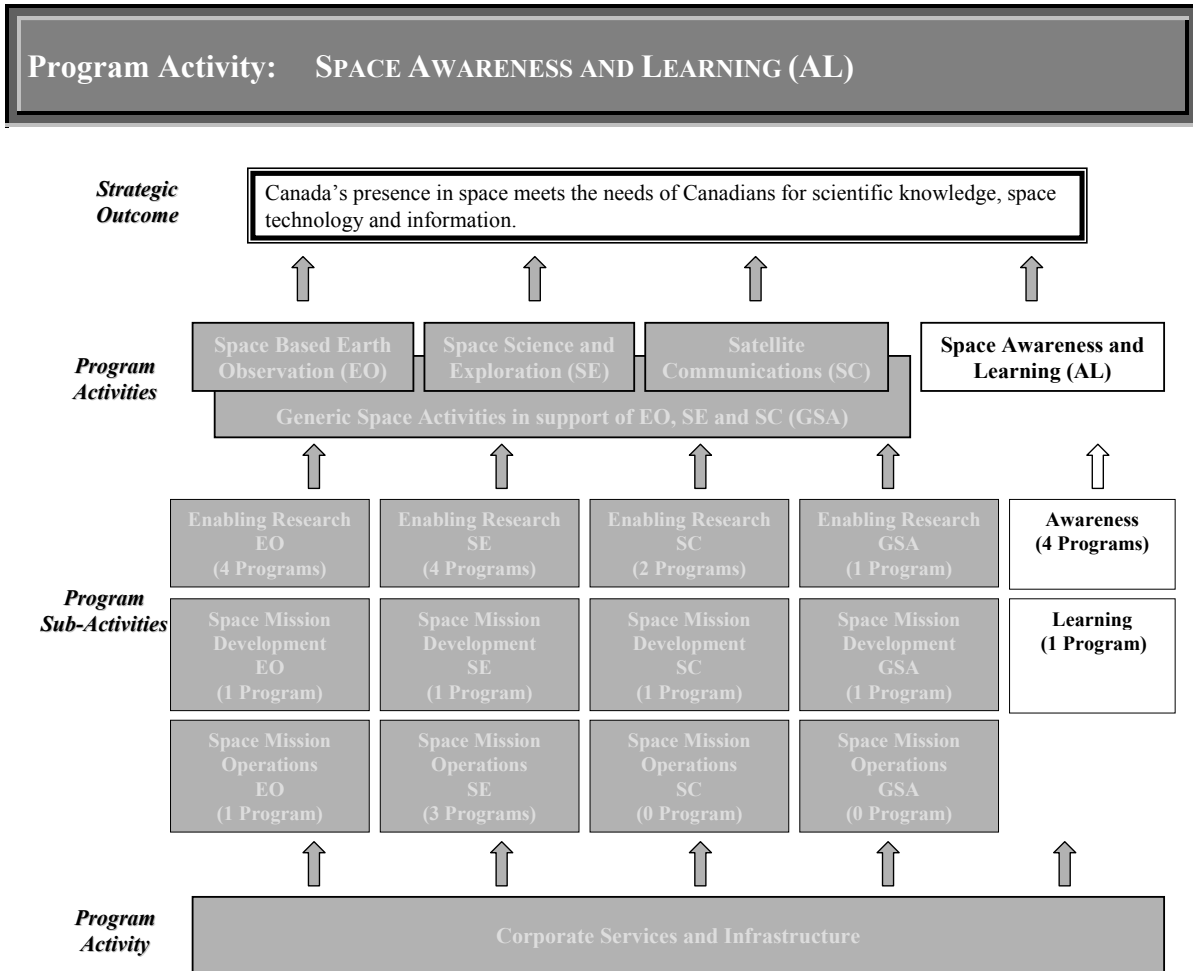 Program Activity: SPACE AWARENESS AND LEARNING (AL)
Strategic
Outcome
Canada's presence in space meets the needs of Canadians for scientific knowledge, space
technology and information.
Program
Activities
Space Based Earth
Observation (EO)
Space Science and
Exploration (SE)
Satellite
Communications (SC)
Space Awareness and
Learning (AL)
Generic Space Activities in support of EO, SE and SC (GSA)
Program
Sub-Activities
Enabling Research
EO
(4 Programs)
Enabling Research
SE
(4 Programs)
Enabling Research
SC
(2 Programs)
Enabling Research
GSA
(1 Program)
Awareness
(4 Programs)
Space Mission
Development
EO
(1 Program)
Space Mission
Development
SE
(1 Program)
Space Mission
Development
SC
(1 Program)
Space Mission
Development
GSA
(1 Program)
Learning
(1 Program)
Space Mission
Operations
EO
(1 Program)
Space Mission
Operations
SE
(3 Programs)
Space Mission
Operations
SC
(0 Program)
Space Mission
Operations
GSA
(0 Program)
Program
Activity
Corporate Services and Infrastructure